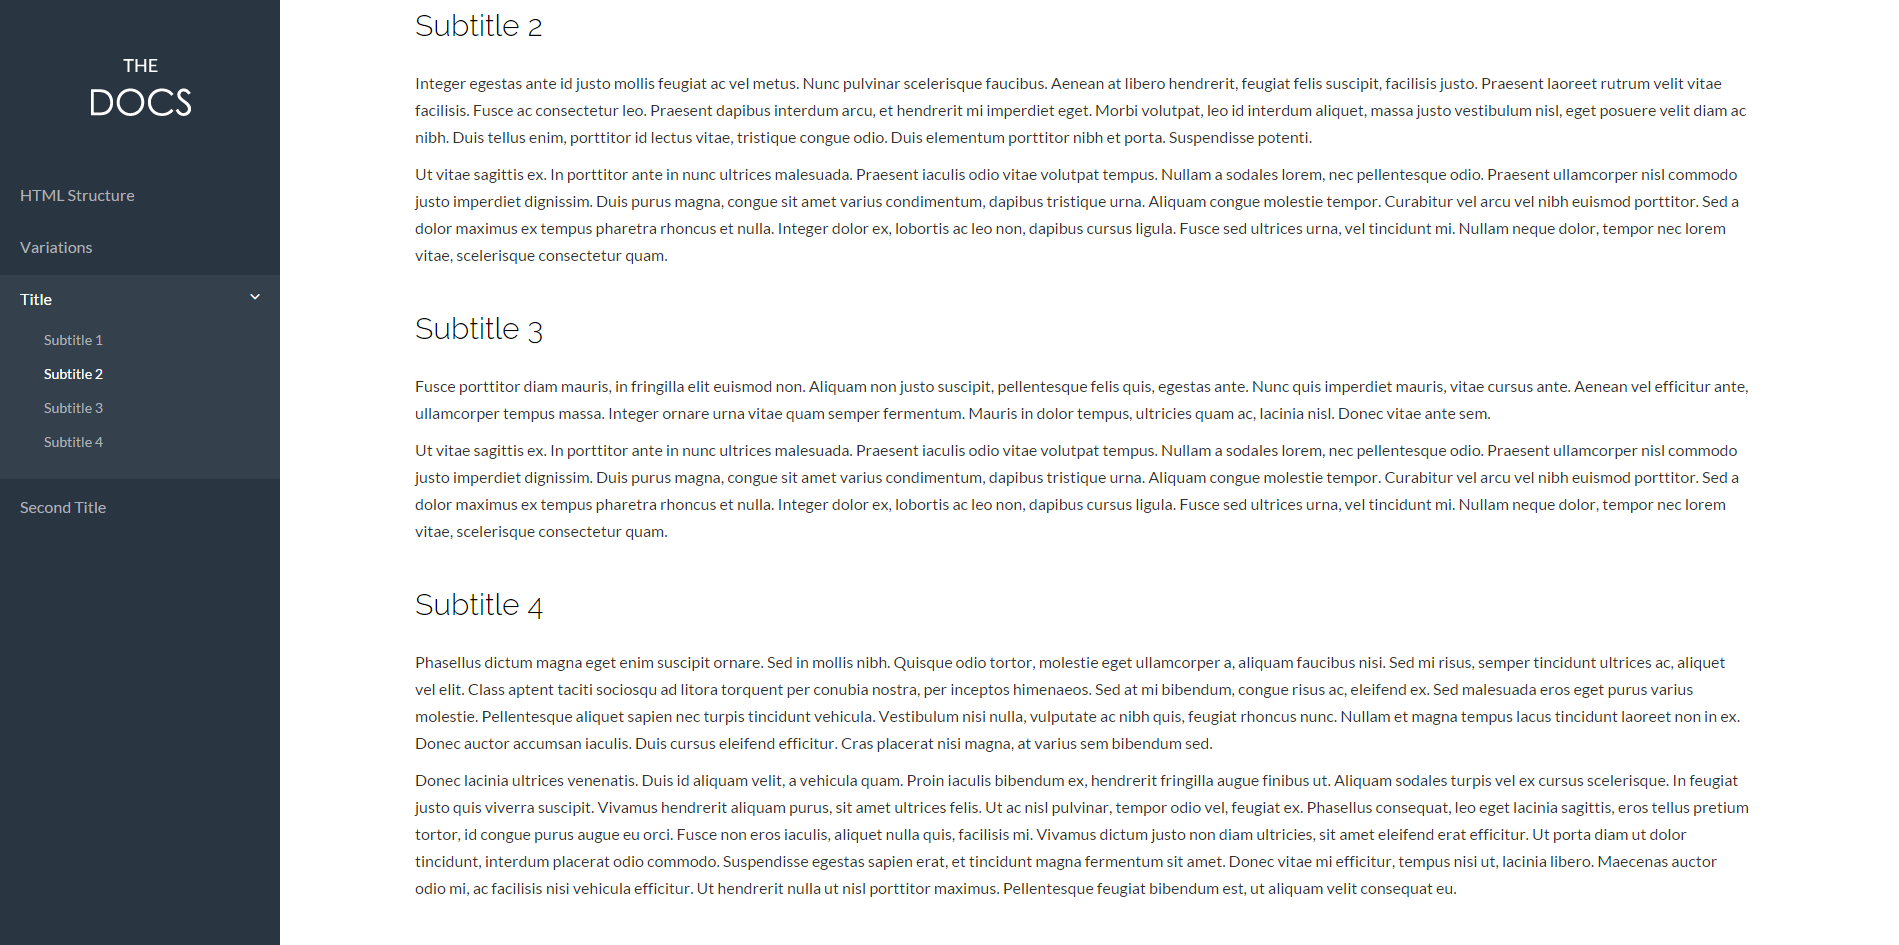 THE
DOCS
HTML Structure
Variations
Title
Subtitle 1
Subtitle 2
Subtitle 3
Subtitle 4
Second Title
Subtitle 2
Integer egestas ante id justo mollis feugiat ac vel metus. Nunc pulvinar scelerisque faucibus. Aenean at libero hendrerit, feugiat felis suscipit, facilisis justo. Praesent laoreet rutrum velit vitae
facilisis. Fusce ac consectetur leo. Praesent dapibus interdum arcu, et hendrerit mi imperdiet eget. Morbi volutpat, leo id interdum aliquet, massa justo vestibulum nisl, eget posuere velit diam ac
nibh. Duis tellus enim, porttitor id lectus vitae, tristique congue odio. Duis elementum porttitor nibh et porta. Suspendisse potenti.
Ut vitae sagittis ex. In porttitor ante in nunc ultrices malesuada. Praesent iaculis odio vitae volutpat tempus. Nullam a sodales lorem, nec pellentesque odio. Praesent ullamcorper nisl commodo
justo imperdiet dignissim. Duis purus magna, congue sit amet varius condimentum, dapibus tristique urna. Aliquam congue molestie tempor. Curabitur vel arcu vel nibh euismod porttitor. Sed a
dolor maximus ex tempus pharetra rhoncus et nulla. Integer dolor ex, lobortis ac leo non, dapibus cursus ligula. Fusce sed ultrices urna, vel tincidunt mi. Nullam neque dolor, tempor nec lorem
vitae, scelerisque consectetur quam.
Subtitle 3
Fusce porttitor diam mauris, in fringilla elit euismod non. Aliquam non justo suscipit, pellentesque felis quis, egestas ante. Nunc quis imperdiet mauris, vitae cursus ante. Aenean vel efficitur ante,
ullamcorper tempus massa. Integer ornare urna vitae quam semper fermentum. Mauris in dolor tempus, ultricies quam ac, lacinia nisl. Donec vitae ante sem.
Ut vitae sagittis ex. In porttitor ante in nunc ultrices malesuada. Praesent iaculis odio vitae volutpat tempus. Nullam a sodales lorem, nec pellentesque odio. Praesent ullamcorper nisl commodo
justo imperdiet dignissim. Duis purus magna, congue sit amet varius condimentum, dapibus tristique urna. Aliquam congue molestie tempor. Curabitur vel arcu vel nibh euismod porttitor. Sed a
dolor maximus ex tempus pharetra rhoncus et nulla. Integer dolor ex, lobortis ac leo non, dapibus cursus ligula. Fusce sed ultrices urna, vel tincidunt mi. Nullam neque dolor, tempor nec lorem
vitae, scelerisque consectetur quam.
Subtitle 4
Phasellus dictum magna eget enim suscipit ornare. Sed in mollis nibh. Quisque odio tortor, molestie eget ullamcorper a, aliquam faucibus nisi. Sed mi risus, semper tincidunt ultrices ac, aliquet
vel elit. Class aptent taciti sociosqu ad litora torquent per conubia nostra, per inceptos himenaeos. Sed at mi bibendum, congue risus ac, eleifend ex. Sed malesuada eros eget purus varius
molestie. Pellentesque aliquet sapien nec turpis tincidunt vehicula. Vestibulum nisi nulla, vulputate ac nibh quis, feugiat rhoncus nunc. Nullam et magna tempus lacus tincidunt laoreet non in ex.
Donec auctor accumsan iaculis. Duis cursus eleifend efficitur. Cras placerat nisi magna, at varius sem bibendum sed.
Donec lacinia ultrices venenatis. Duis id aliquam velit, a vehicula quam. Proin iaculis bibendum ex, hendrerit fringilla augue finibus ut. Aliquam sodales turpis vel ex cursus scelerisque. In feugiat
justo quis viverra suscipit. Vivamus hendrerit aliquam purus, sit amet ultrices felis. Ut ac nisl pulvinar, tempor odio vel, feugiat ex. Phasellus consequat, leo eget lacinia sagittis, eros tellus pretium
tortor, id congue purus augue eu orci. Fusce non eros iaculis, aliquet nulla quis, facilisis mi. Vivamus dictum justo non diam ultricies, sit amet eleifend erat efficitur. Ut porta diam ut dolor
tincidunt, interdum placerat odio commodo. Suspendisse egestas sapien erat, et tincidunt magna fermentum sit amet. Donec vitae mi efficitur, tempus nisi ut, lacinia libero. Maecenas auctor
odio mi, ac facilisis nisi vehicula efficitur. Ut hendrerit nulla ut nisl porttitor maximus. Pellentesque feugiat bibendum est, ut aliquam velit consequat eu.